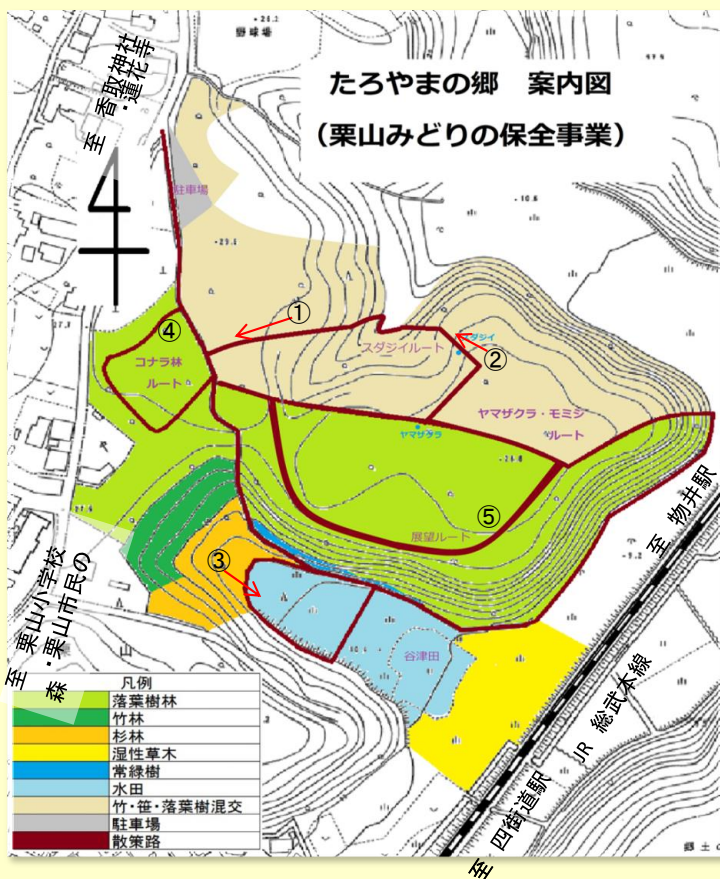 野球場
たろやまの郷 案内図
(栗山みどりの保全事業)
至 香取神社
・蓮花寺
駐車場
①
④
スダジイ
スダジイルート
②
コナラ林
ルート
ヤマザクラ・モミジ
ルート
ヤマザクラ
⑤
展望ルート
至 物井駅
③
至 栗山小学校
・栗山市民の
森
谷津田
山
JR 総武本線
至 四街道駅
凡例
落葉樹林
竹林
杉林
湿性草木
常緑樹
水田
竹・笹・落葉樹混交
駐車場
散策路
郷土の